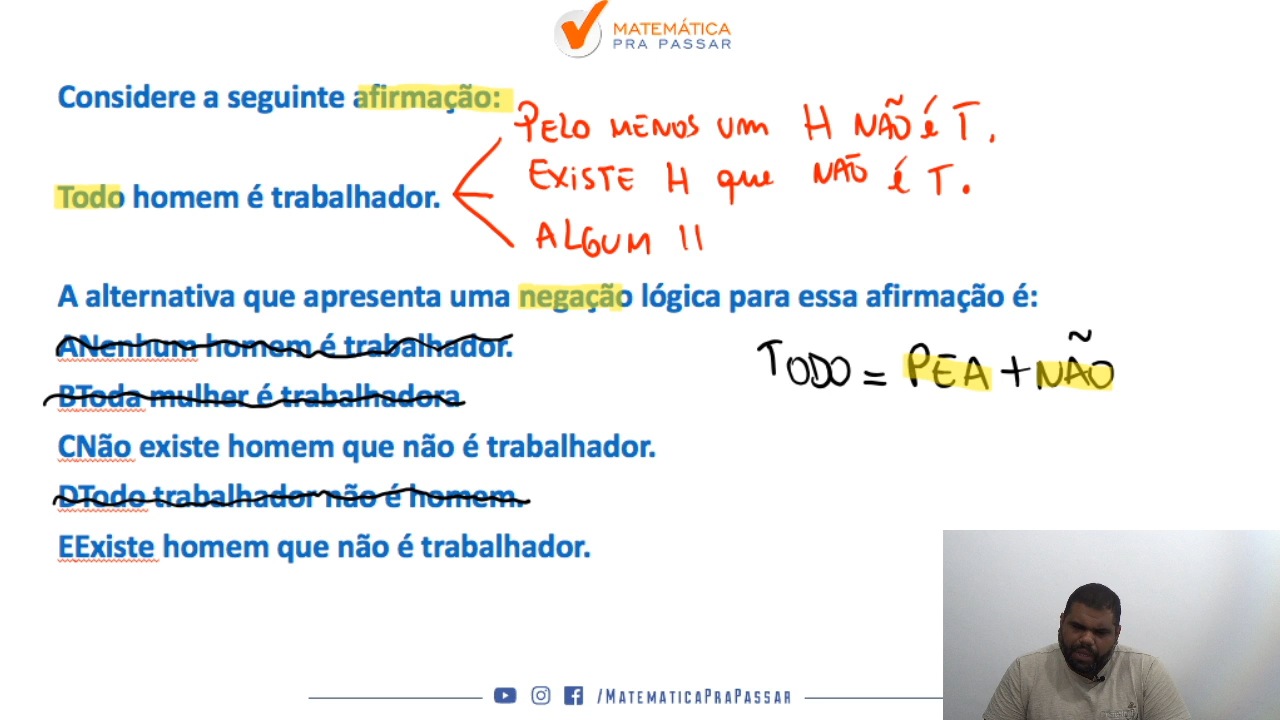 MATEMÁTICA
PRA PASSAR
Considere a seguinte afirmação:
PELO MENOS UM H NÃO É T.
EXISTE H que NÃO É T.
Todo homem é trabalhador.
ALGUM 11
A alternativa que apresenta uma negação lógica para essa afirmação é:
ANenhum homem é trabalhador.
TODO = PEA + NÃO
BToda mulher é trabalhadora
CNão existe homem que não é trabalhador.
DTodo trabalhador não é homem.
EExiste homem que não é trabalhador.
/MATEMATICAPRAPASSAR